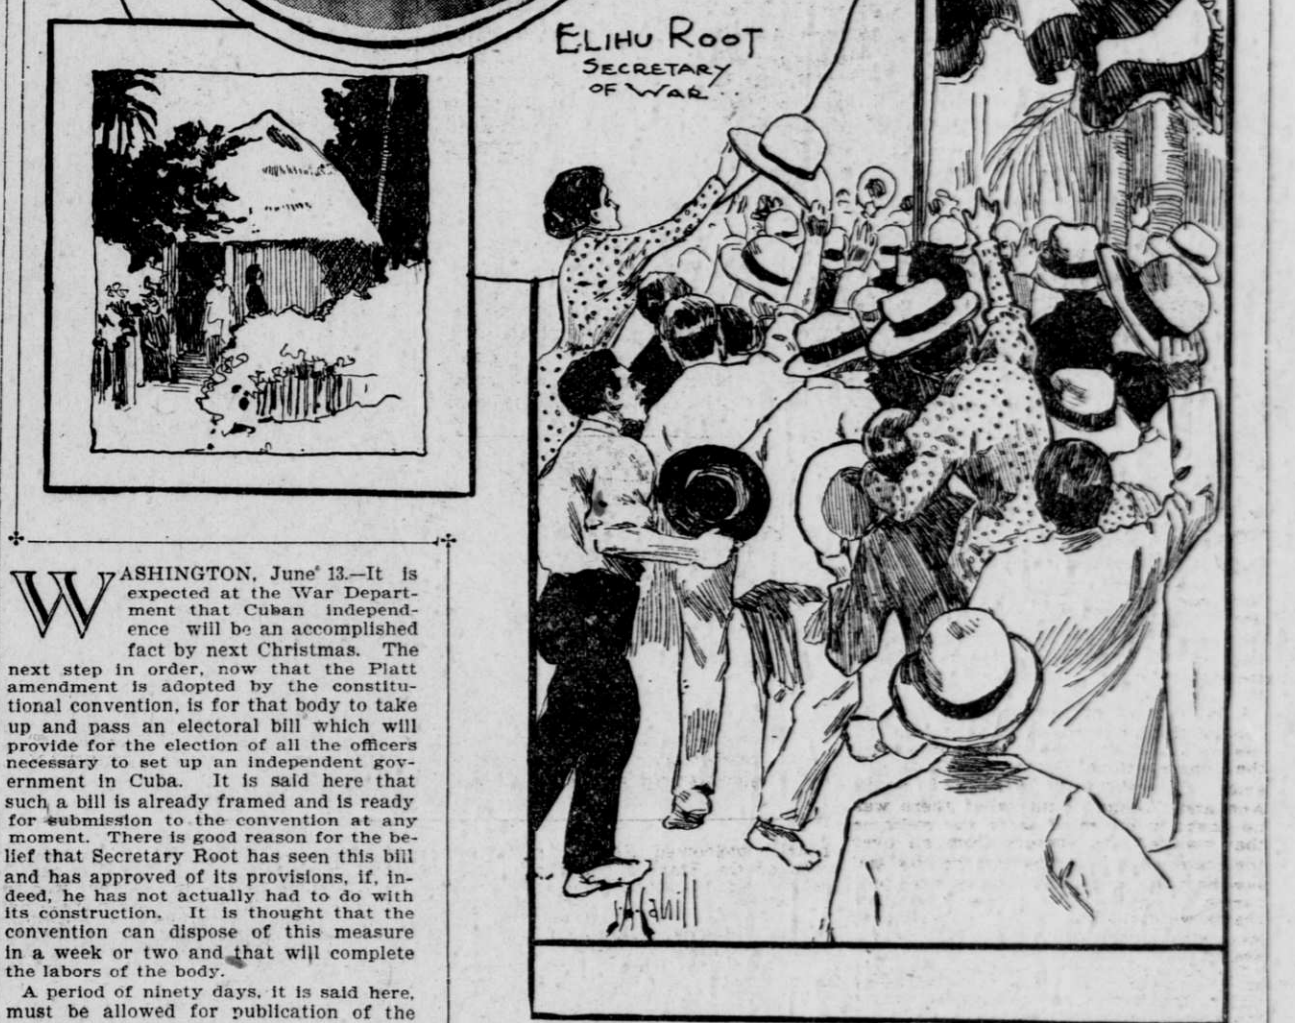 ELIHU ROOT
SECRETARY
OF WAR
WASHINGTON, June 13.—It is
expected at the War Depart-
ment that Cuban independ-
ence will be an accomplished
fact by next Christmas. The
next step in order, now that the Platt
amendment is adopted by the constitu-
tional convention, is for that body to take
up and pass an electoral bill which will
provide for the election of all the officers
necessary to set up an independent gov-
ernment in Cuba. It is said here that
such a bill is already framed and is ready
for submission to the convention at any
moment. There is good reason for the be-
lief that Secretary Root has seen this bill
and has approved of its provisions, if, in-
deed, he has not actually had to do with
its construction. It is thought that the
convention can dispose of this measure
in a week or two and that will complete
the labors of the body.
A period of ninety days, it is said here,
must be allowed for publication of the
Cahill